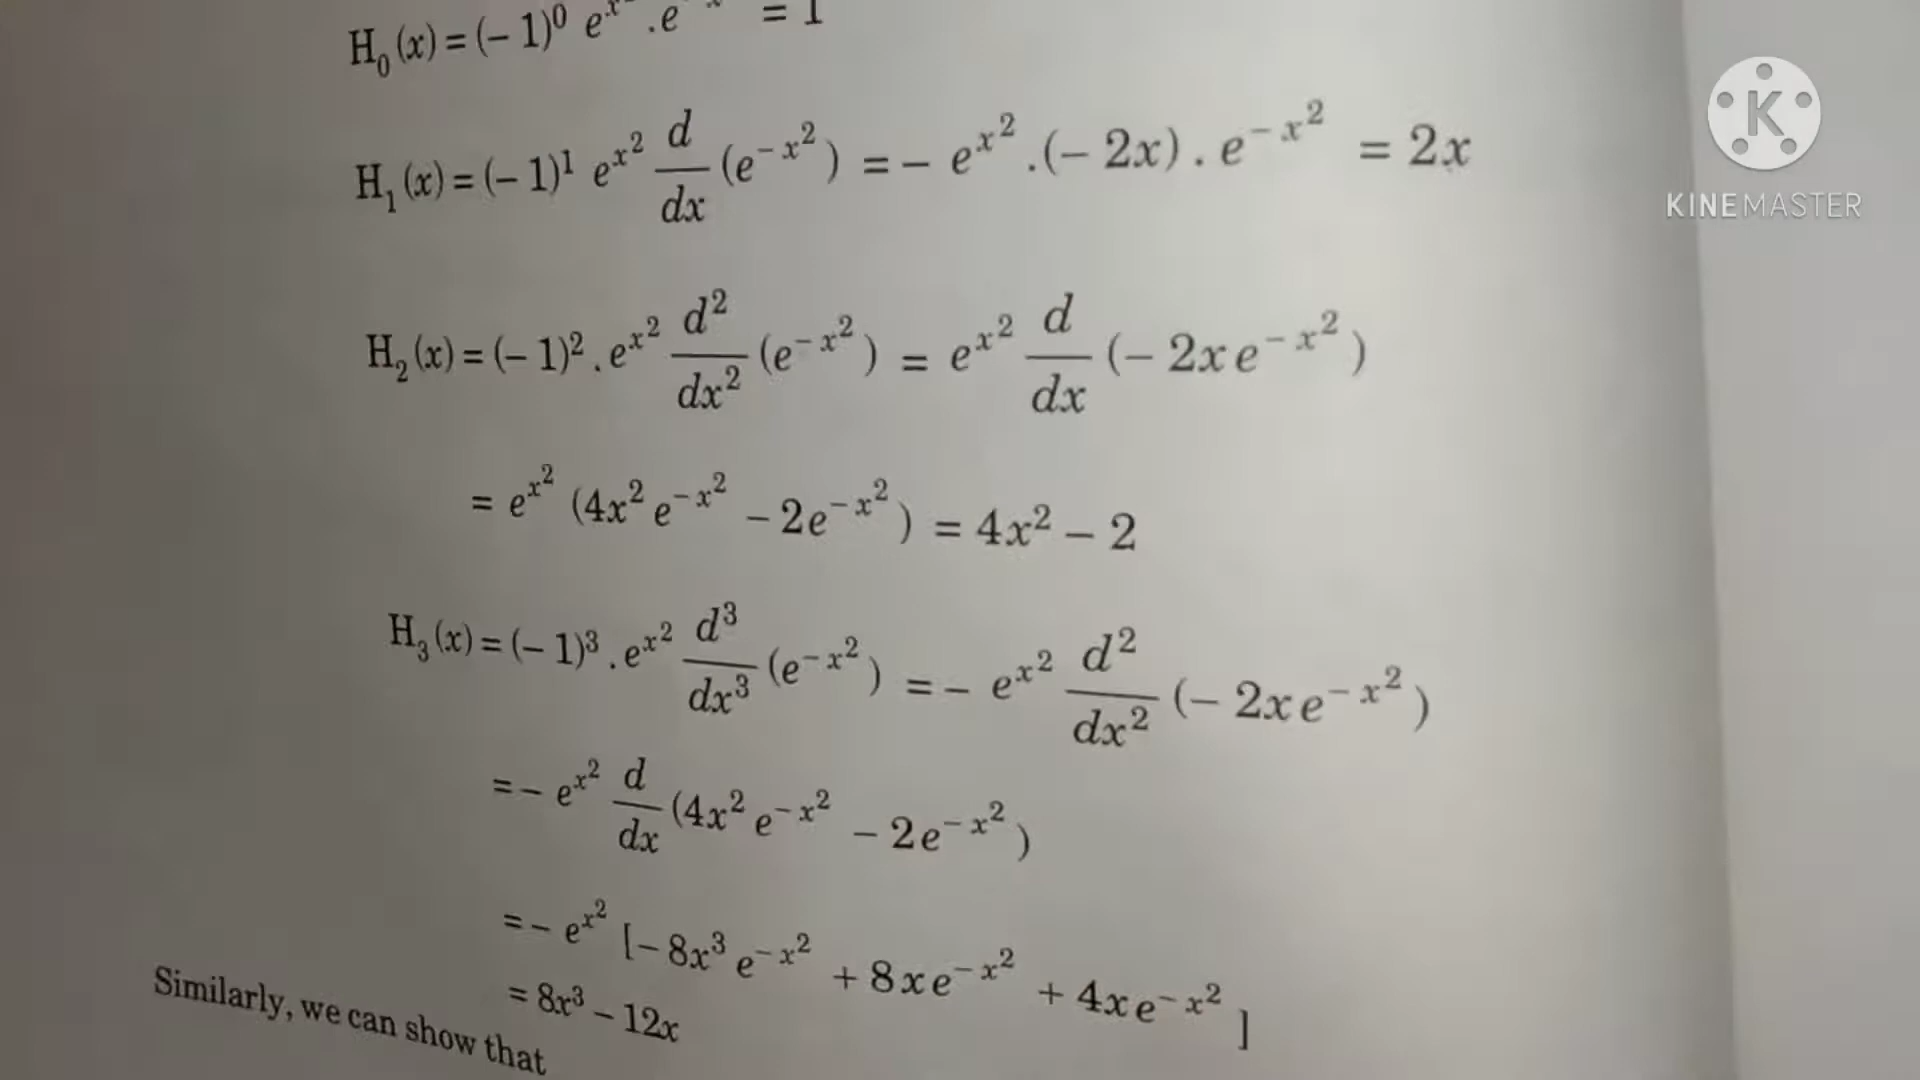 H₀ (x) = (– 1)⁰ eˣ . e = 1
H₁ (x) = (– 1)¹ e^{x²} d/dx (e^{– x²}) = – e^{x²} . (– 2x) . e^{– x²} = 2x
H₂ (x) = (– 1)² . e^{x²} d²/dx² (e^{– x²}) = e^{x²} d/dx (– 2x e^{– x²})
= e^{x²} (4x² e^{– x²} – 2e^{– x²}) = 4x² – 2
H₃ (x) = (– 1)³ . e^{x²} d³/dx³ (e^{– x²}) = – e^{x²} d²/dx² (– 2x e^{– x²})
= – e^{x²} d/dx (4x² e^{– x²} – 2e^{– x²})
= – e^{x²} [– 8x³ e^{– x²} + 8x e^{– x²} + 4x e^{– x²}]
= 8x³ – 12x
Similarly, we can show that
K
KINEMASTER